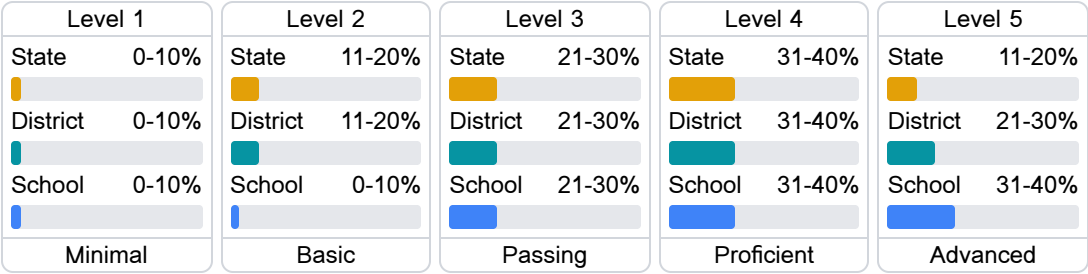 Level 1
State 0-10%
District 0-10%
School 0-10%
Minimal
Level 2
State 11-20%
District 11-20%
School 0-10%
Basic
Level 3
State 21-30%
District 21-30%
School 21-30%
Passing
Level 4
State 31-40%
District 31-40%
School 31-40%
Proficient
Level 5
State 11-20%
District 21-30%
School 31-40%
Advanced